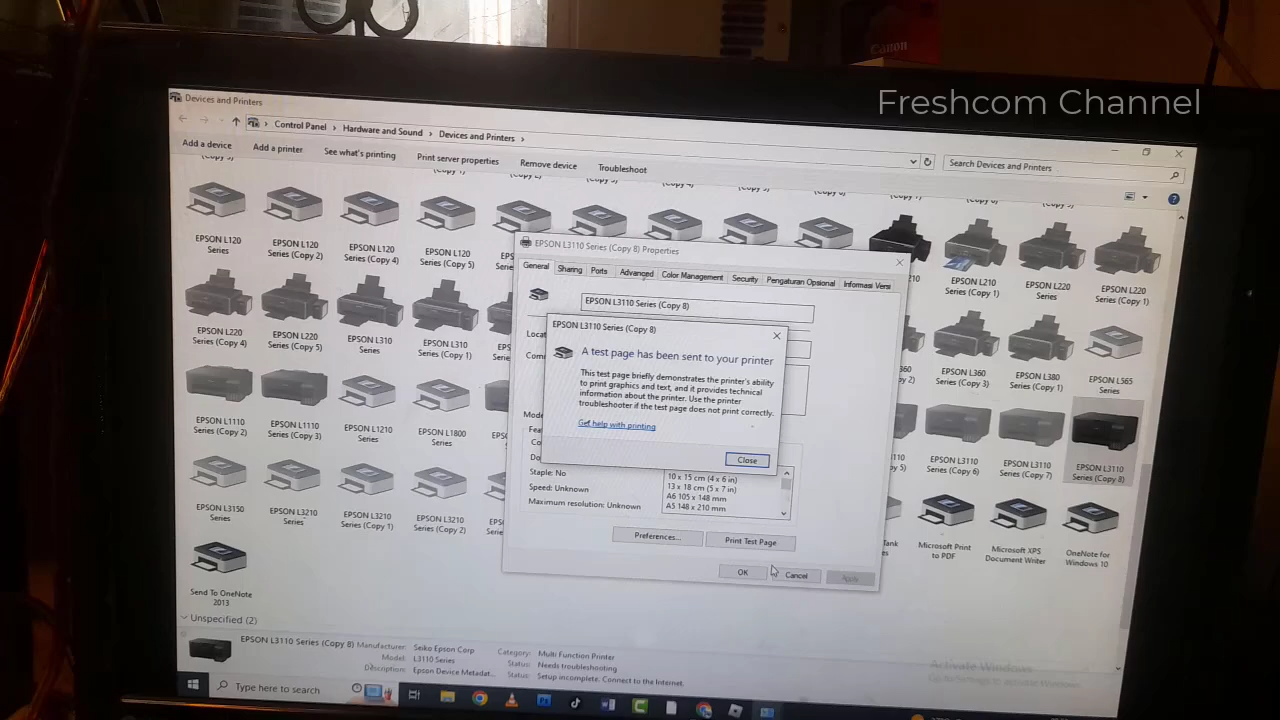 Canon
Freshcom Channel
Devices and Printers
Control Panel > Hardware and Sound > Devices and Printers >
Search Devices and Printers
Add a device
Add a printer
See what's printing
Print server properties
Remove device
Troubleshoot
EPSON L120
Series
EPSON L120
Series (Copy 2)
EPSON L120
Series (Copy 4)
EPSON L120
Series (Copy 5)
EPSON L210
Series (Copy 1)
EPSON L220
Series
EPSON L220
Series (Copy 1)
EPSON L220
Series (Copy 4)
EPSON L220
Series (Copy 5)
EPSON L310
Series
EPSON L310
Series (Copy 1)
EPSON L360
Series (Copy 3)
EPSON L380
Series (Copy 1)
EPSON L565
Series
EPSON L1110
Series (Copy 2)
EPSON L1110
Series (Copy 3)
EPSON L1210
Series
EPSON L1800
Series
EPSON L3110
Series (Copy 6)
EPSON L3110
Series (Copy 7)
EPSON L3110
Series (Copy 8)
EPSON L3150
Series
EPSON L3210
Series
EPSON L3210
Series (Copy 1)
EPSON L3210
Series (Copy 2)
Microsoft Print
to PDF
Microsoft XPS
Document Writer
OneNote for
Windows 10
Send To OneNote
2013
Unspecified (2)
EPSON L3110 Series (Copy 8) Properties
General
Sharing
Ports
Advanced
Color Management
Security
Pengaturan Opsional
Informasi Versi
EPSON L3110 Series (Copy 8)
EPSON L3110 Series (Copy 8)
A test page has been sent to your printer
This test page briefly demonstrates the printer's ability
to print graphics and text, and it provides technical
information about the printer. Use the printer
troubleshooter if the test page does not print correctly.
Get help with printing
Close
Staple: No
Speed: Unknown
Maximum resolution: Unknown
10 x 15 cm (4 x 6 in)
13 x 18 cm (5 x 7 in)
A6 105 x 148 mm
A5 148 x 210 mm
Preferences...
Print Test Page
OK
Cancel
Apply
EPSON L3110 Series (Copy 8)
Manufacturer: Seiko Epson Corp
Model: L3110 Series
Description: Epson Device Metadat...
Category: Multi Function Printer
Status: Needs troubleshooting
Status: Setup incomplete. Connect to the Internet.
Activate Windows
Go to Settings to activate Windows.
Type here to search